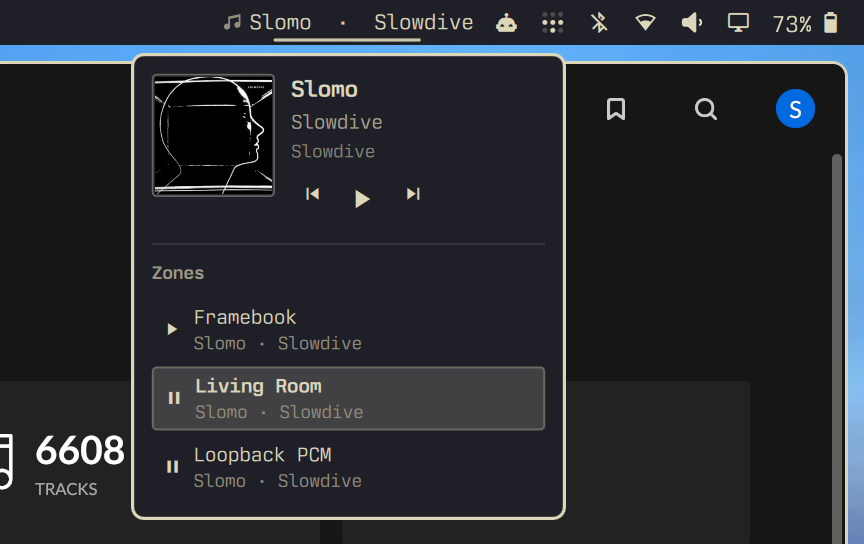 Slomo · Slowdive 73%
Slomo
Slowdive
Slowdive
S
Zones
Framebook
Slomo · Slowdive
Living Room
Slomo · Slowdive
Loopback PCM
Slomo · Slowdive
6608
TRACKS